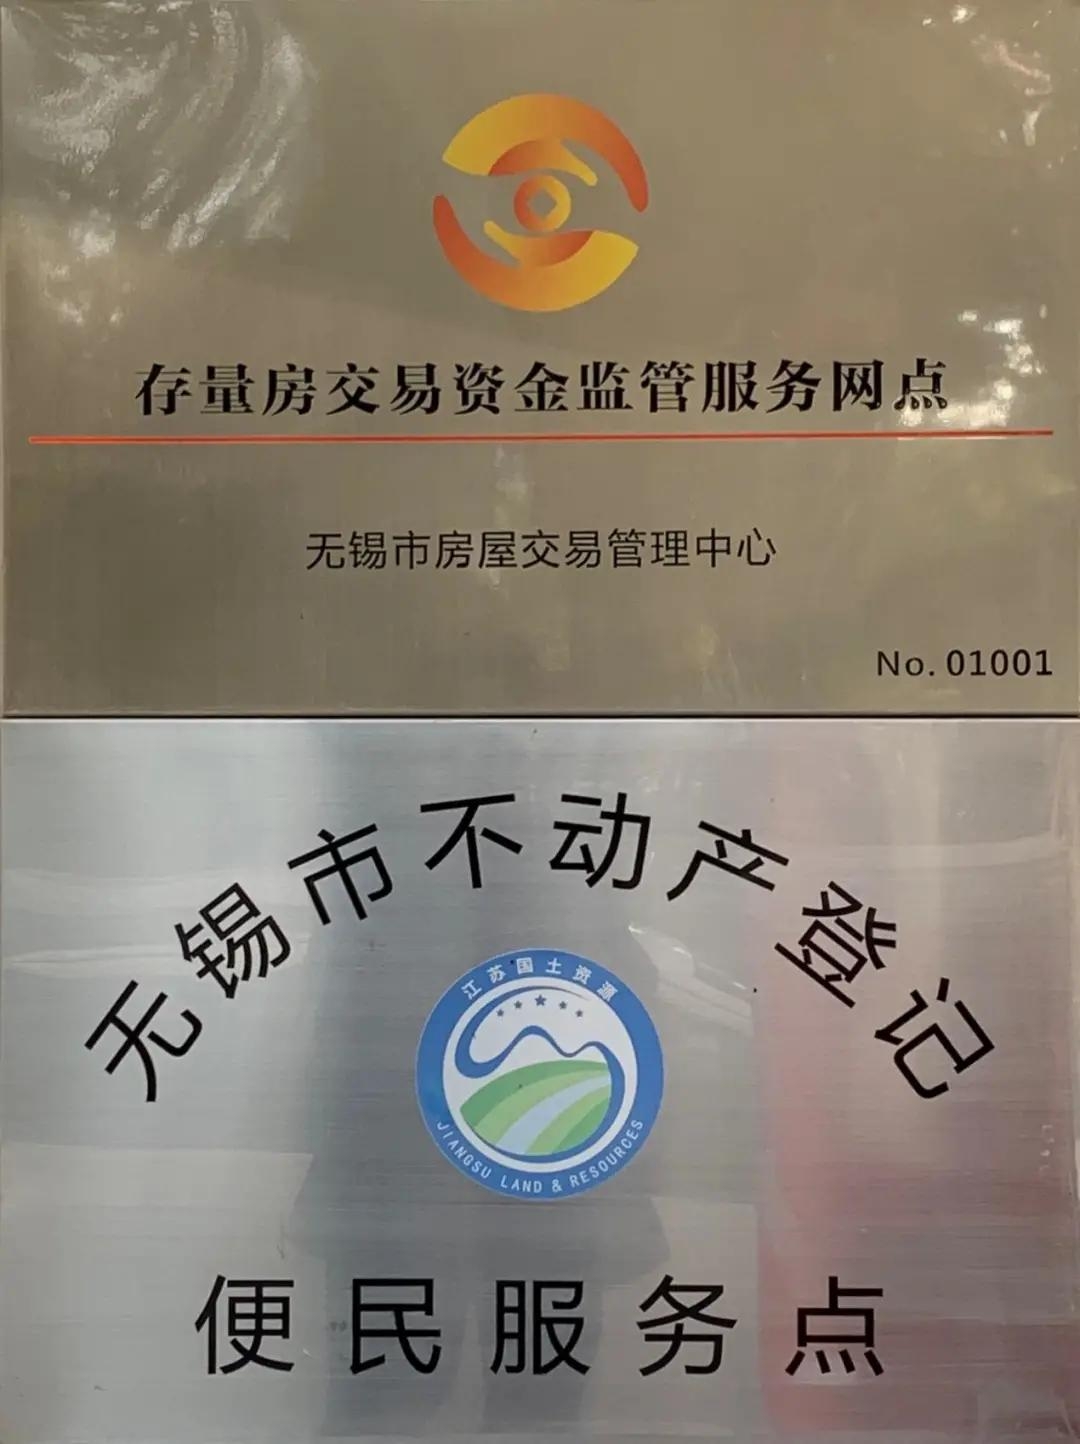 存量房交易资金监管服务网点
无锡市房屋交易管理中心
No. 01001
无锡市不动产登记
江苏国土资源
JIANGSU LAND & RESOURCES
便民服务点